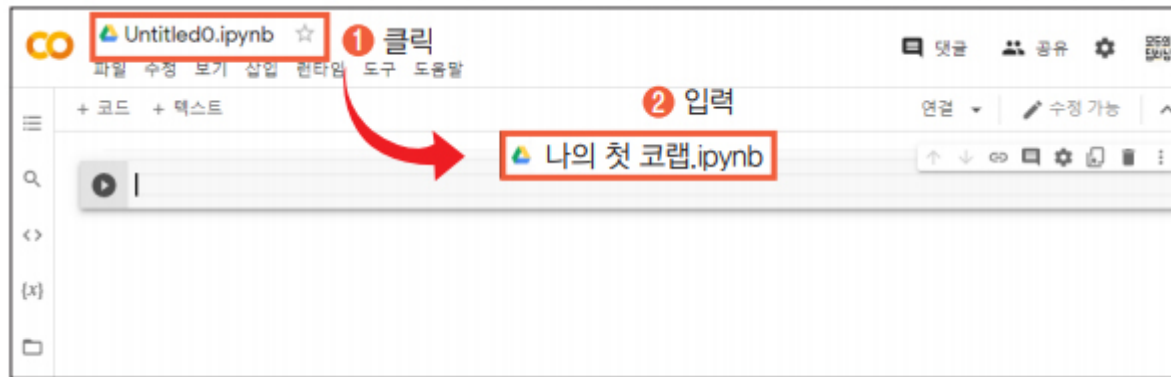 CO Untitled0.ipynb ① 클릭 댓글 공유
파일 수정 보기 삽입 런타임 도구 도움말
+ 코드 + 텍스트 ② 입력 연결 수정 가능
나의 첫 코랩.ipynb
{x}